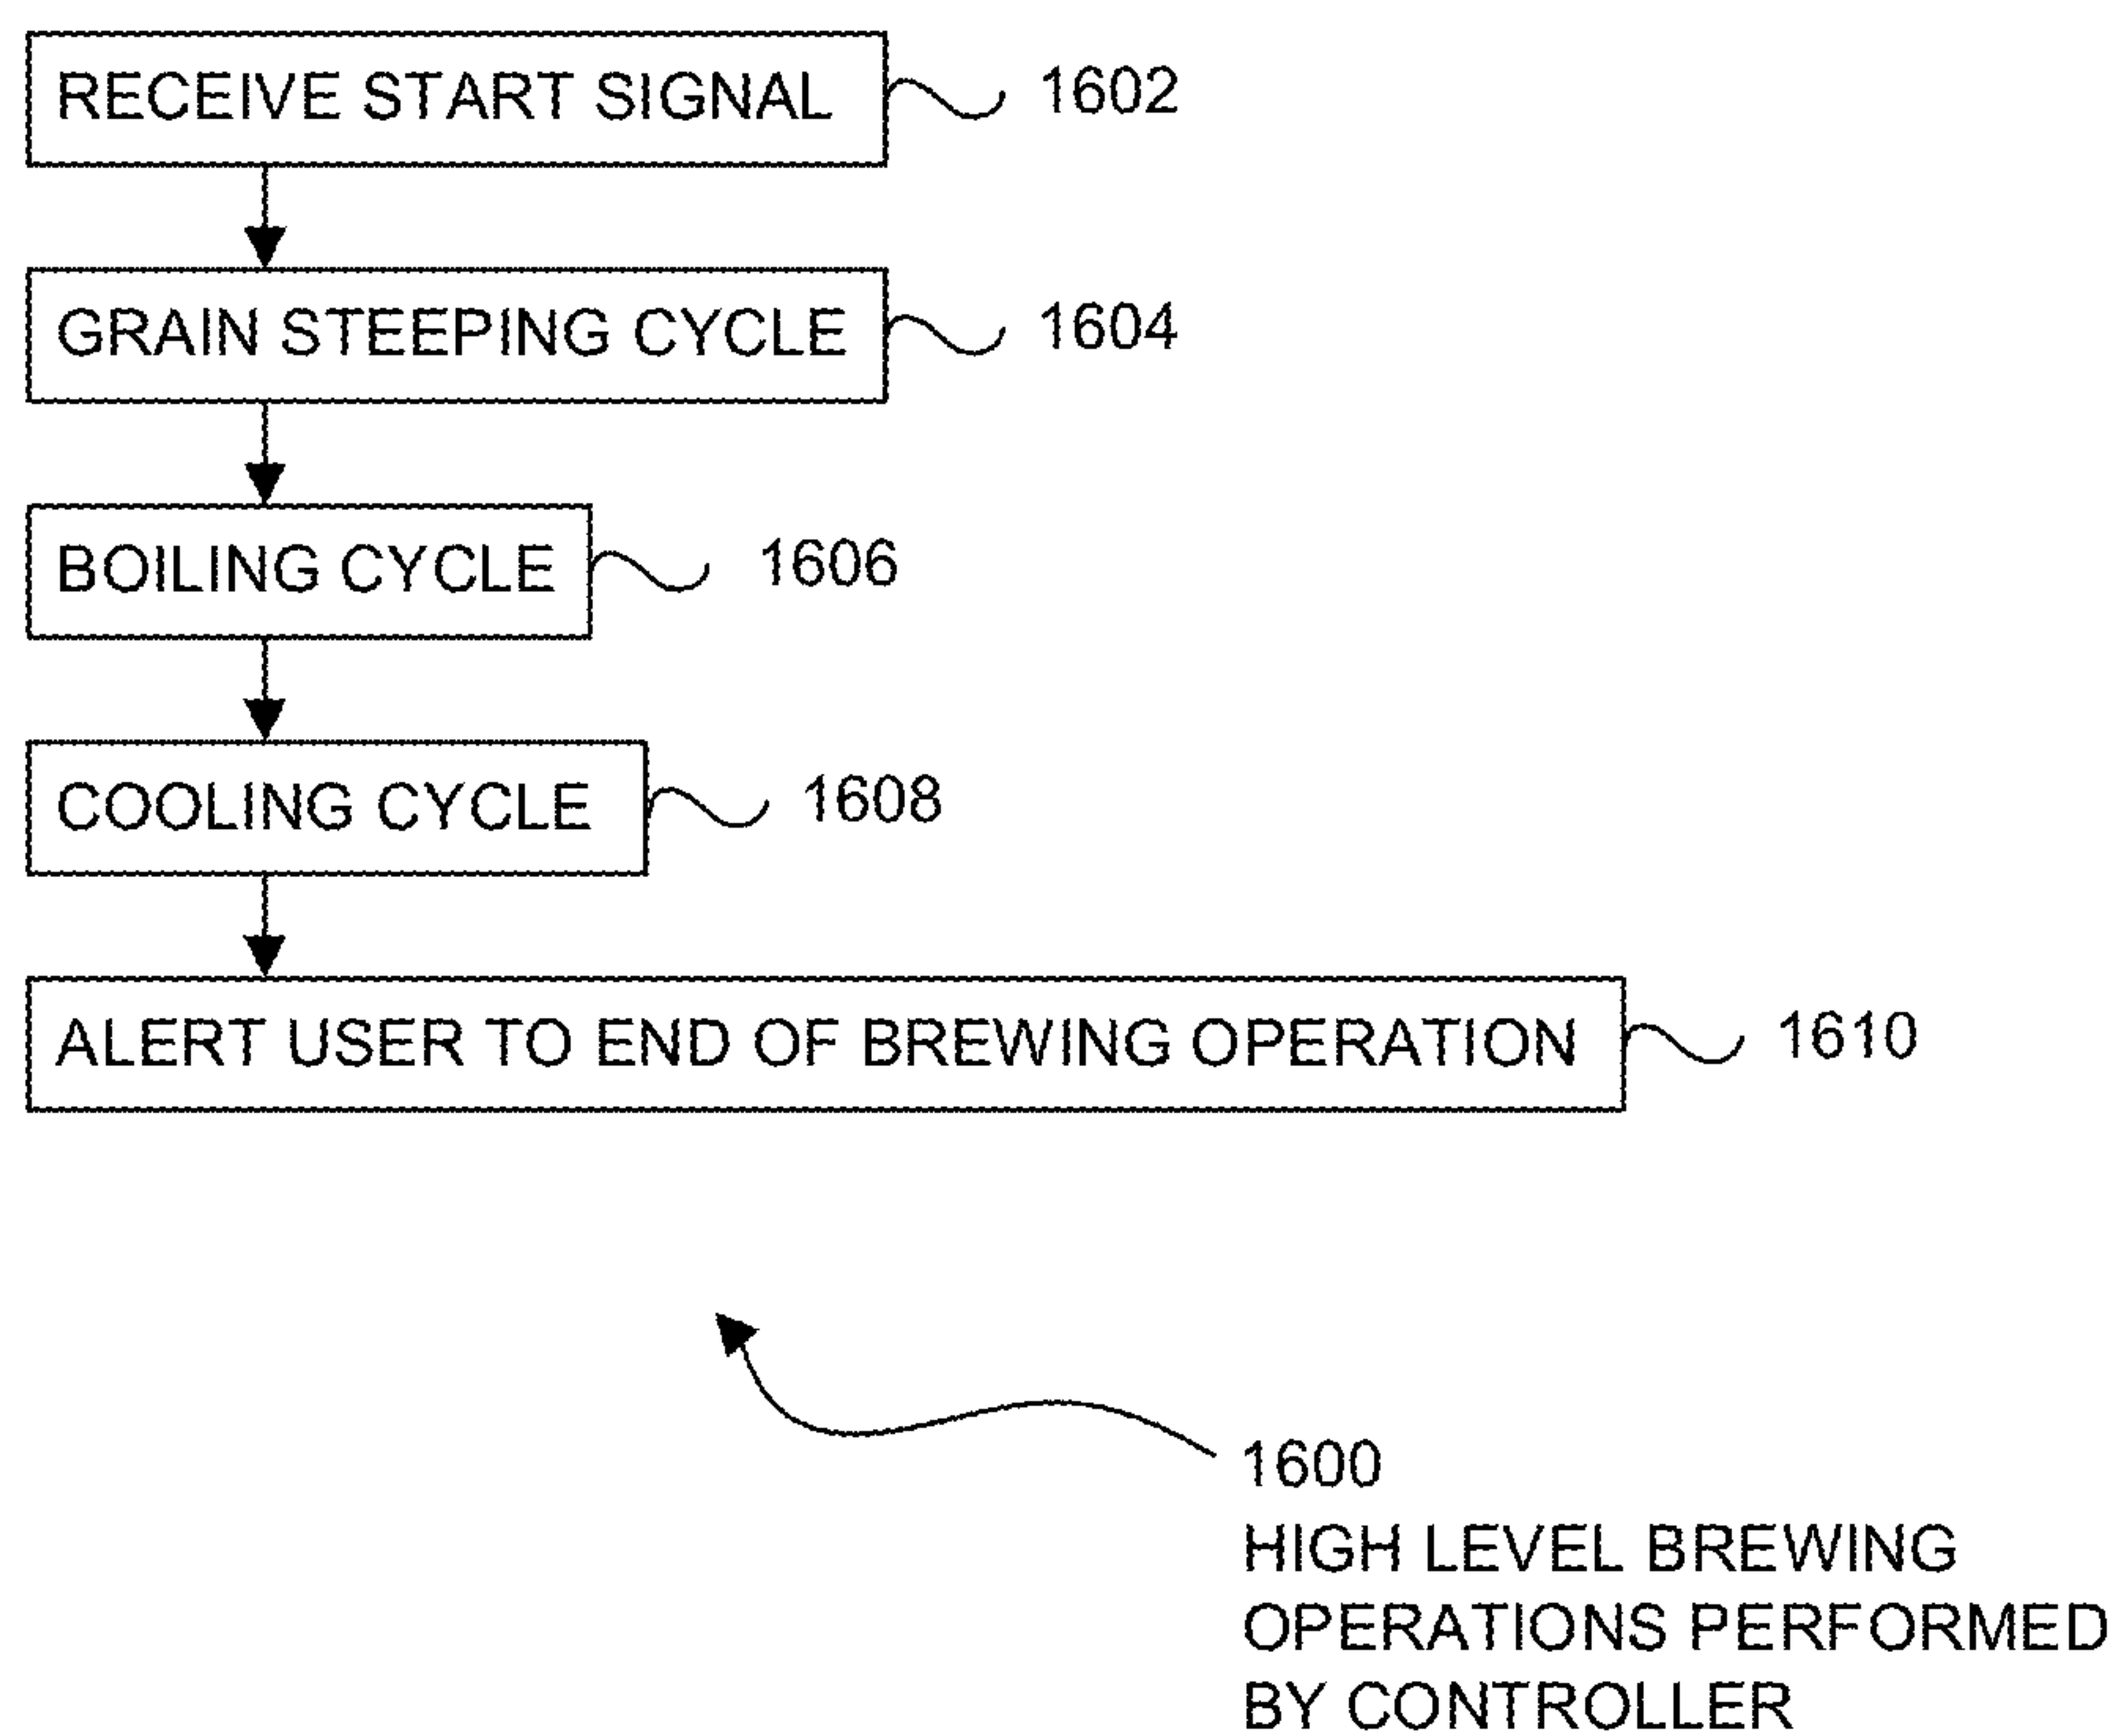 RECEIVE START SIGNAL 1602
GRAIN STEEPING CYCLE 1604
BOILING CYCLE 1606
COOLING CYCLE 1608
ALERT USER TO END OF BREWING OPERATION 1610
1600
HIGH LEVEL BREWING
OPERATIONS PERFORMED
BY CONTROLLER